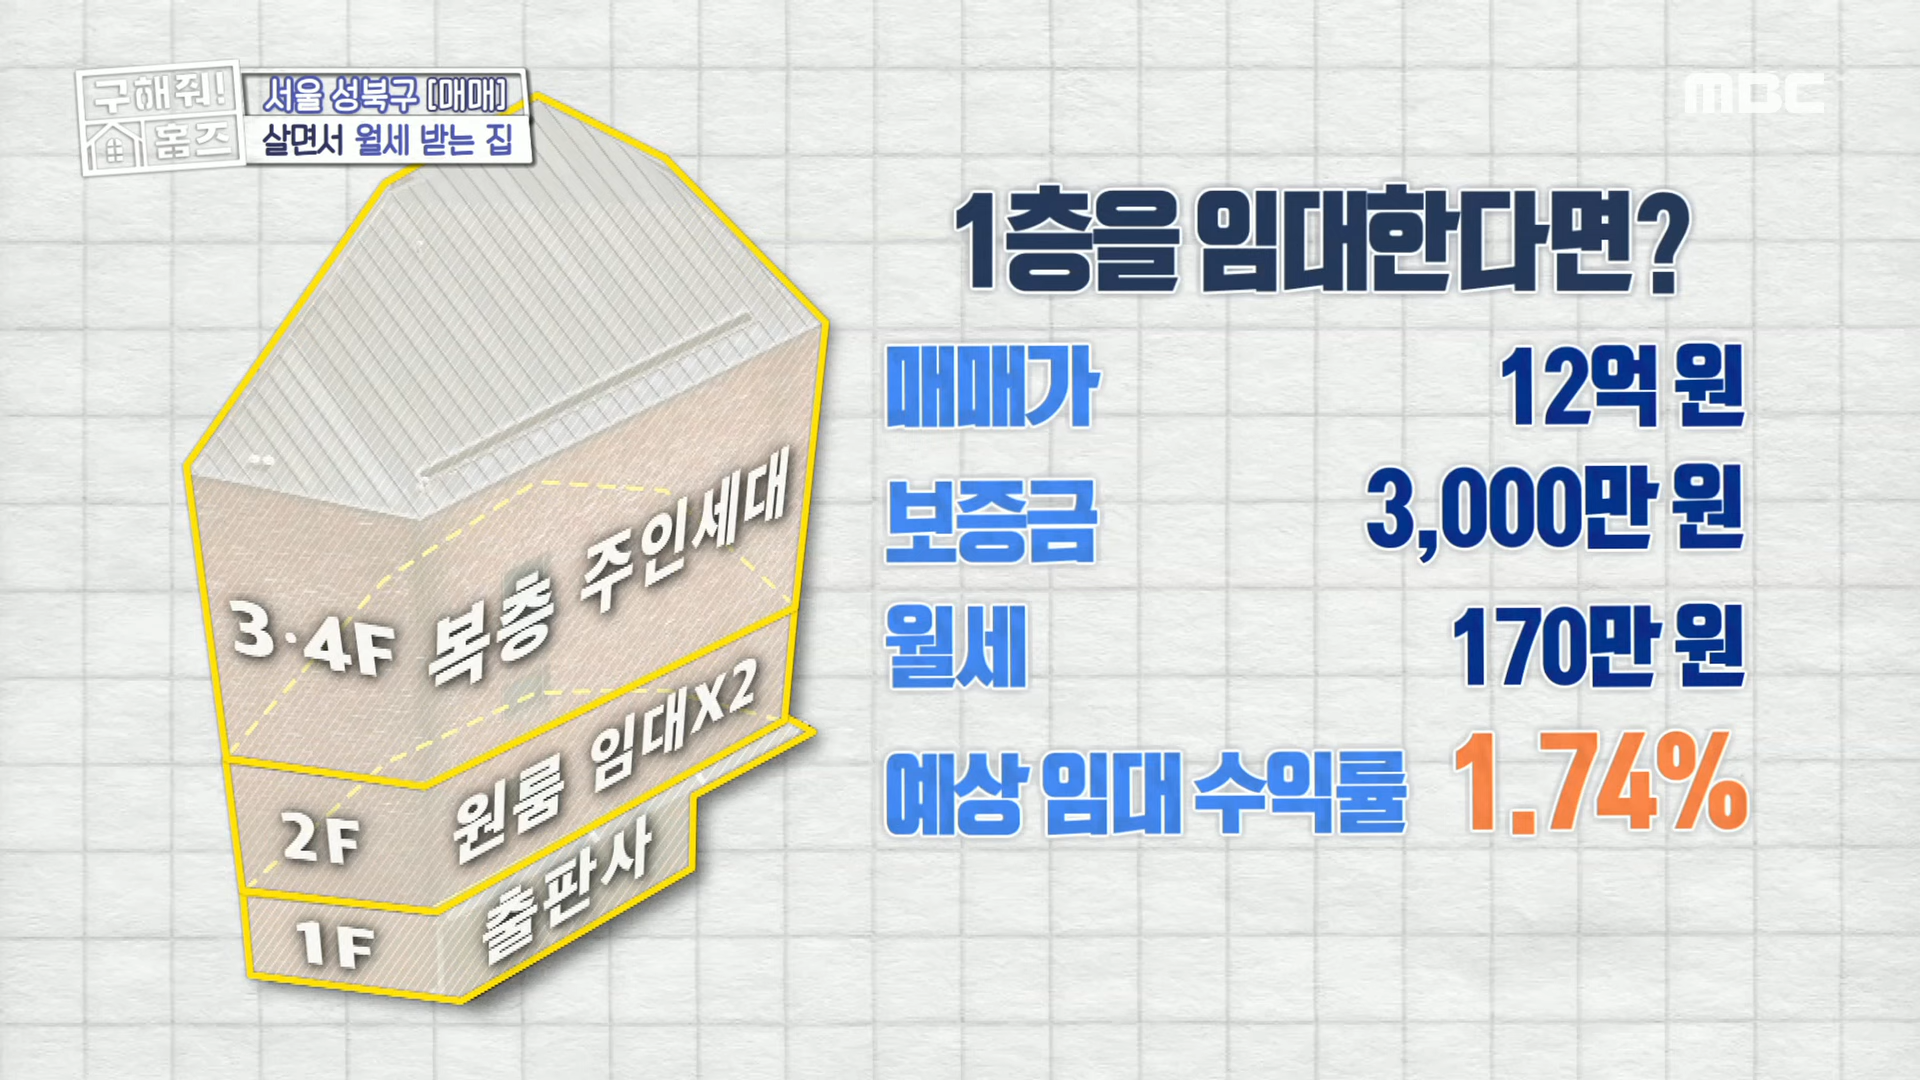 구해줘!
홈즈
서울 성북구 [매매]
살면서 월세 받는 집
MBC
1층을 임대한다면?
매매가 12억 원
보증금 3,000만 원
월세 170만 원
예상 임대 수익률 1.74%
3·4F 복층 주인세대
2F 원룸 임대X2
1F 출판사